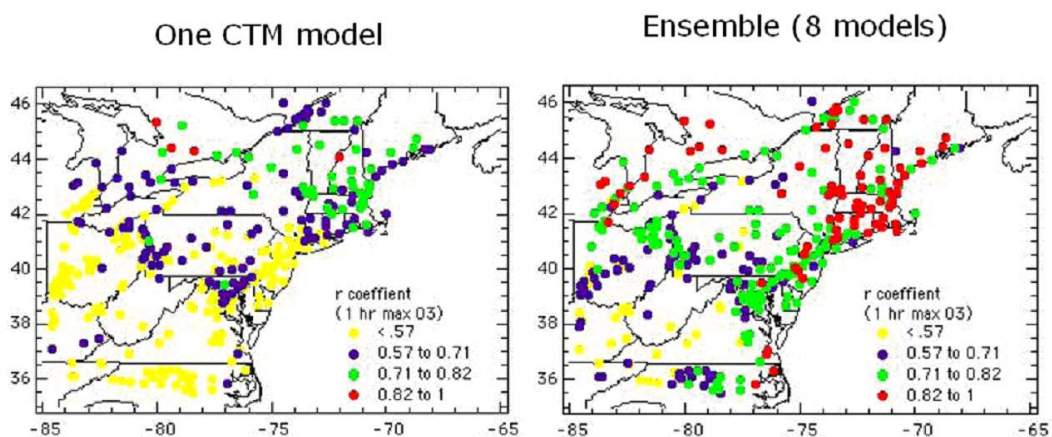 One CTM model
Ensemble (8 models)
46
44
42
40
38
36
r coeffient
(1 hr max 03)
<.57
0.57 to 0.71
0.71 to 0.82
0.82 to 1
-85
-80
-75
-70
-65
46
44
42
40
38
36
r coeffient
(1 hr max 03)
<.57
0.57 to 0.71
0.71 to 0.82
0.82 to 1
-85
-80
-75
-70
-65